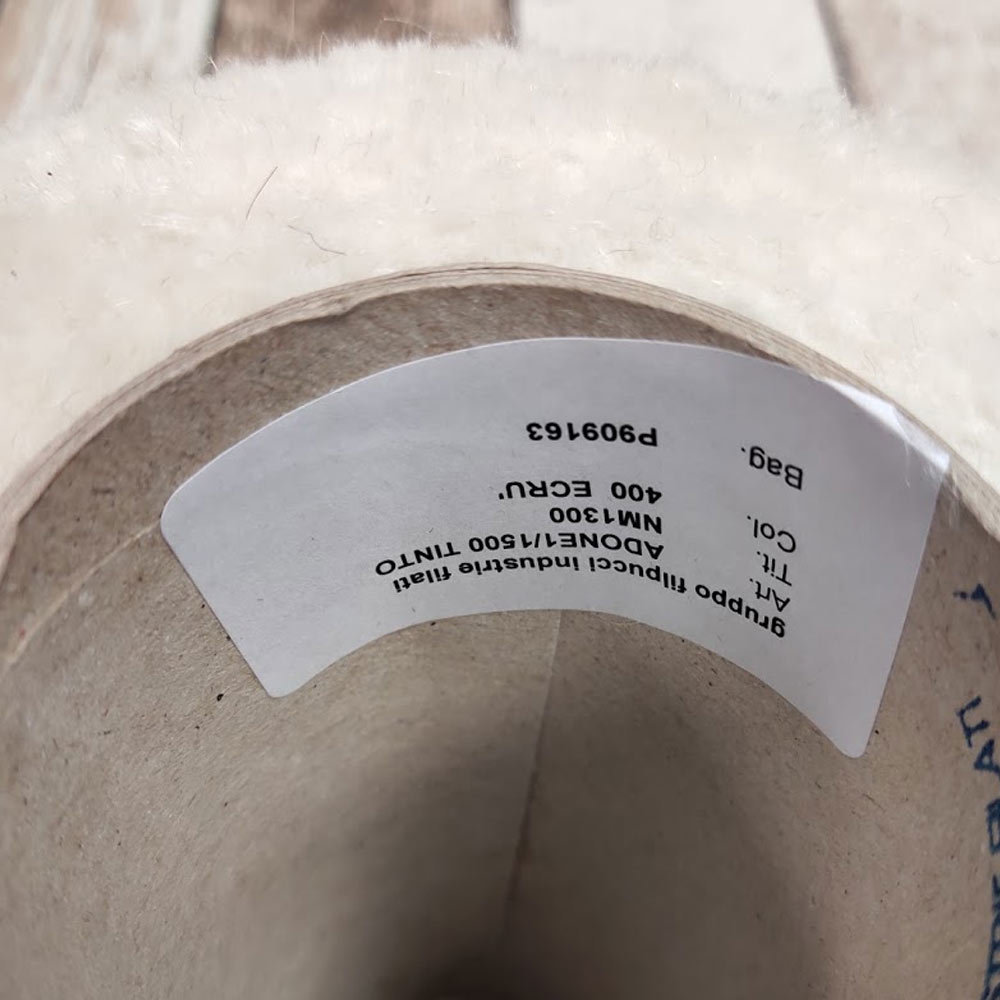 gruppo filpucci industrie filati
Art. ADONE1/1500 TINTO
Tit. NM1300
Col. 400 ECRU'
Bag. P909163